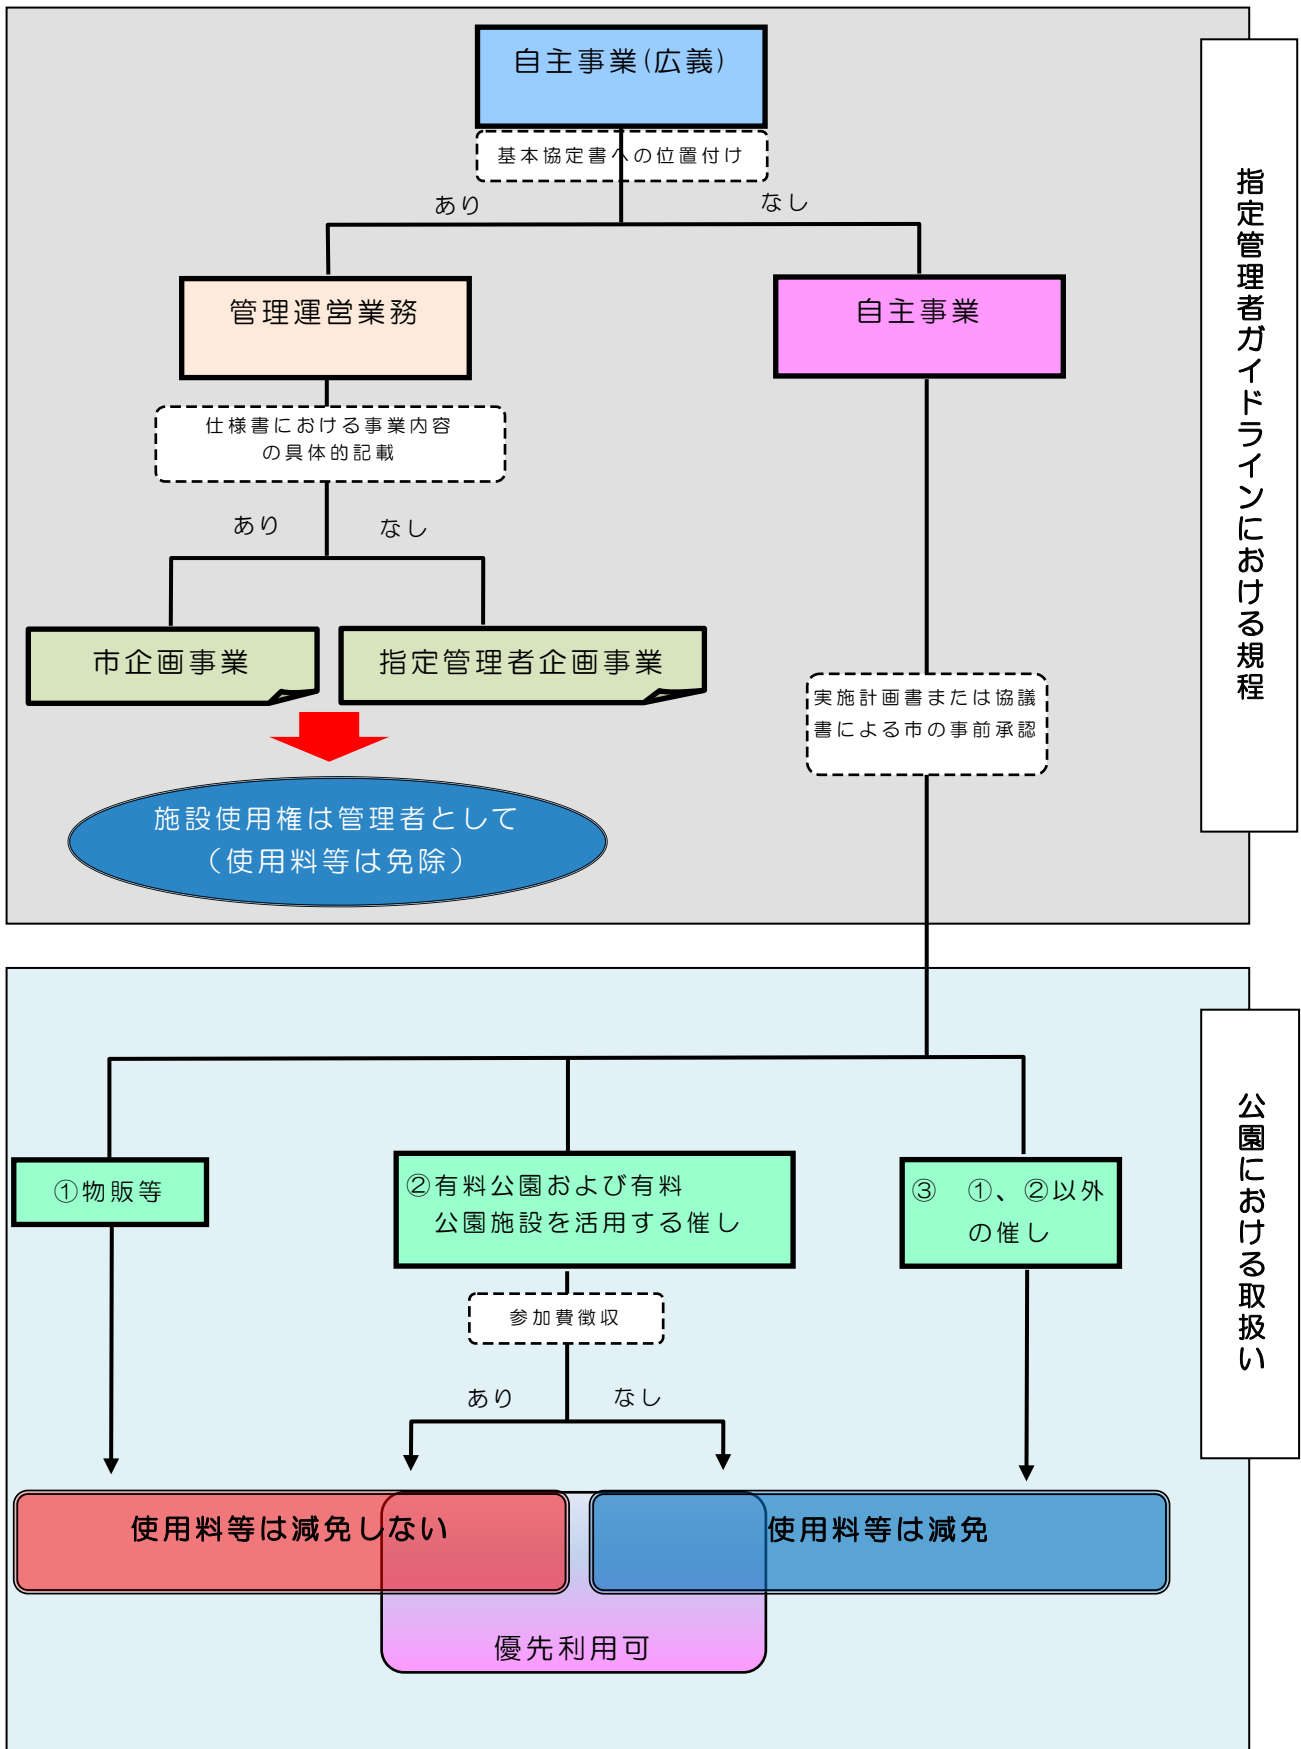 自主事業(広義)
基本協定書への位置付け
あり
なし
管理運営業務
自主事業
仕様書における事業内容
の具体的記載
あり
なし
市企画事業
指定管理者企画事業
施設使用権は管理者として
（使用料等は免除）
実施計画書または協議
書による市の事前承認
指定管理者ガイドラインにおける規程
①物販等
②有料公園および有料
公園施設を活用する催し
③　①、②以外
の催し
参加費徴収
あり
なし
使用料等は減免しない
使用料等は減免
優先利用可
公園における取扱い